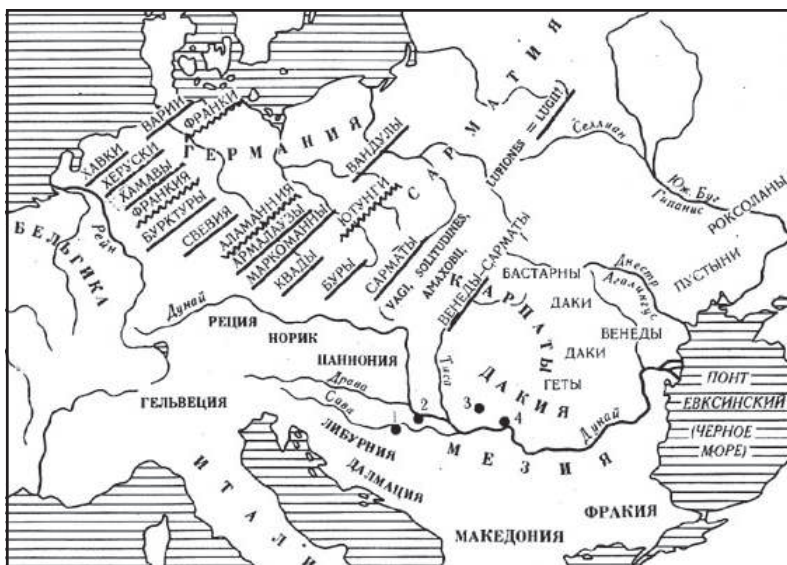 САРМАТИЯ
ВАРИИ
ФРАНКИ
ХАВКИ
ХЕРУСКИ
ХАМАВЫ
ФРАНКИЯ
БУРКТУРЫ
ГЕРМАНИЯ
СВЕВИЯ
АЛАМАННИЯ
АРМАЛАУЗЫ
МАРКОМАННЫ
КВАДЫ
БУРЫ
ЮТУНГИ
ВАНДУЛЫ
САРМАТЫ
(VAGI, SOLITUDINES,
AMAXOBII,
LUPIONES = LUGII!)
ВЕНЕДЫ-САРМАТЫ
Селлиан
Юж. Буг
Гипанис
РОКСОЛАНЫ
ПУСТЫНИ
Днестр
Агалингус
БАСТАРНЫ
КАРПАТЫ
ДАКИ
ВЕНЕДЫ
ДАКИ
ГЕТЫ
ДАКИЯ
БЕЛЬГИКА
Рейн
Дунай
РЕЦИЯ
НОРИК
ПАННОНИЯ
Тиса
Драва
Сава
ГЕЛЬВЕЦИЯ
1
2
3
4
ЛИБУРНИЯ
ДАЛМАЦИЯ
МЕЗИЯ
Дунай
ПОНТ
ЕВКСИНСКИЙ
(ЧЕРНОЕ
МОРЕ)
ИТАЛИ
МАКЕДОНИЯ
ФРАКИЯ